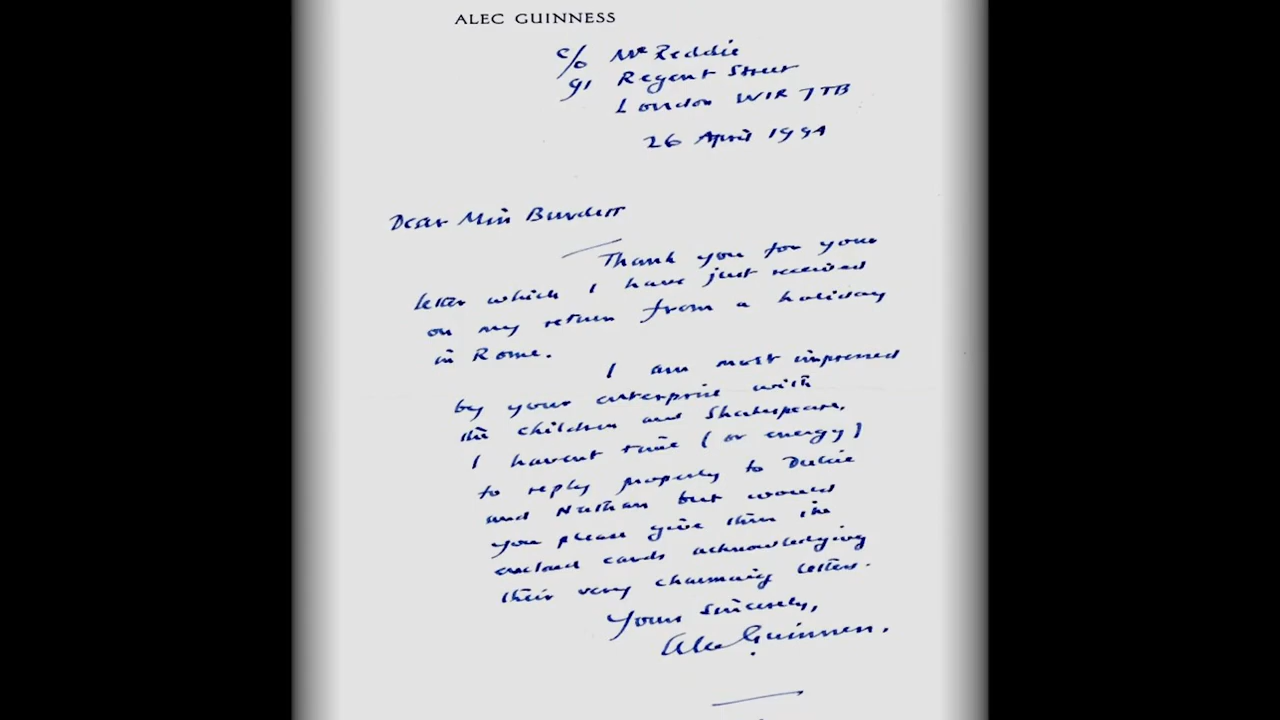 ALEC GUINNESS
c/o McReddie
91 Regent Street
London W1R 7TB
26 April 1994
Dear Miss Burdett
Thank you for your
letter which I have just received
on my return from a holiday
in Rome.
I am most impressed
by your enterprise with
the children and Shakespeare.
I havent time (or energy)
to reply properly to
and Nathan but would
you please give them the
enclosed cards acknowledging
their very charming letters.
Yours sincerely,
Alec Guinness.